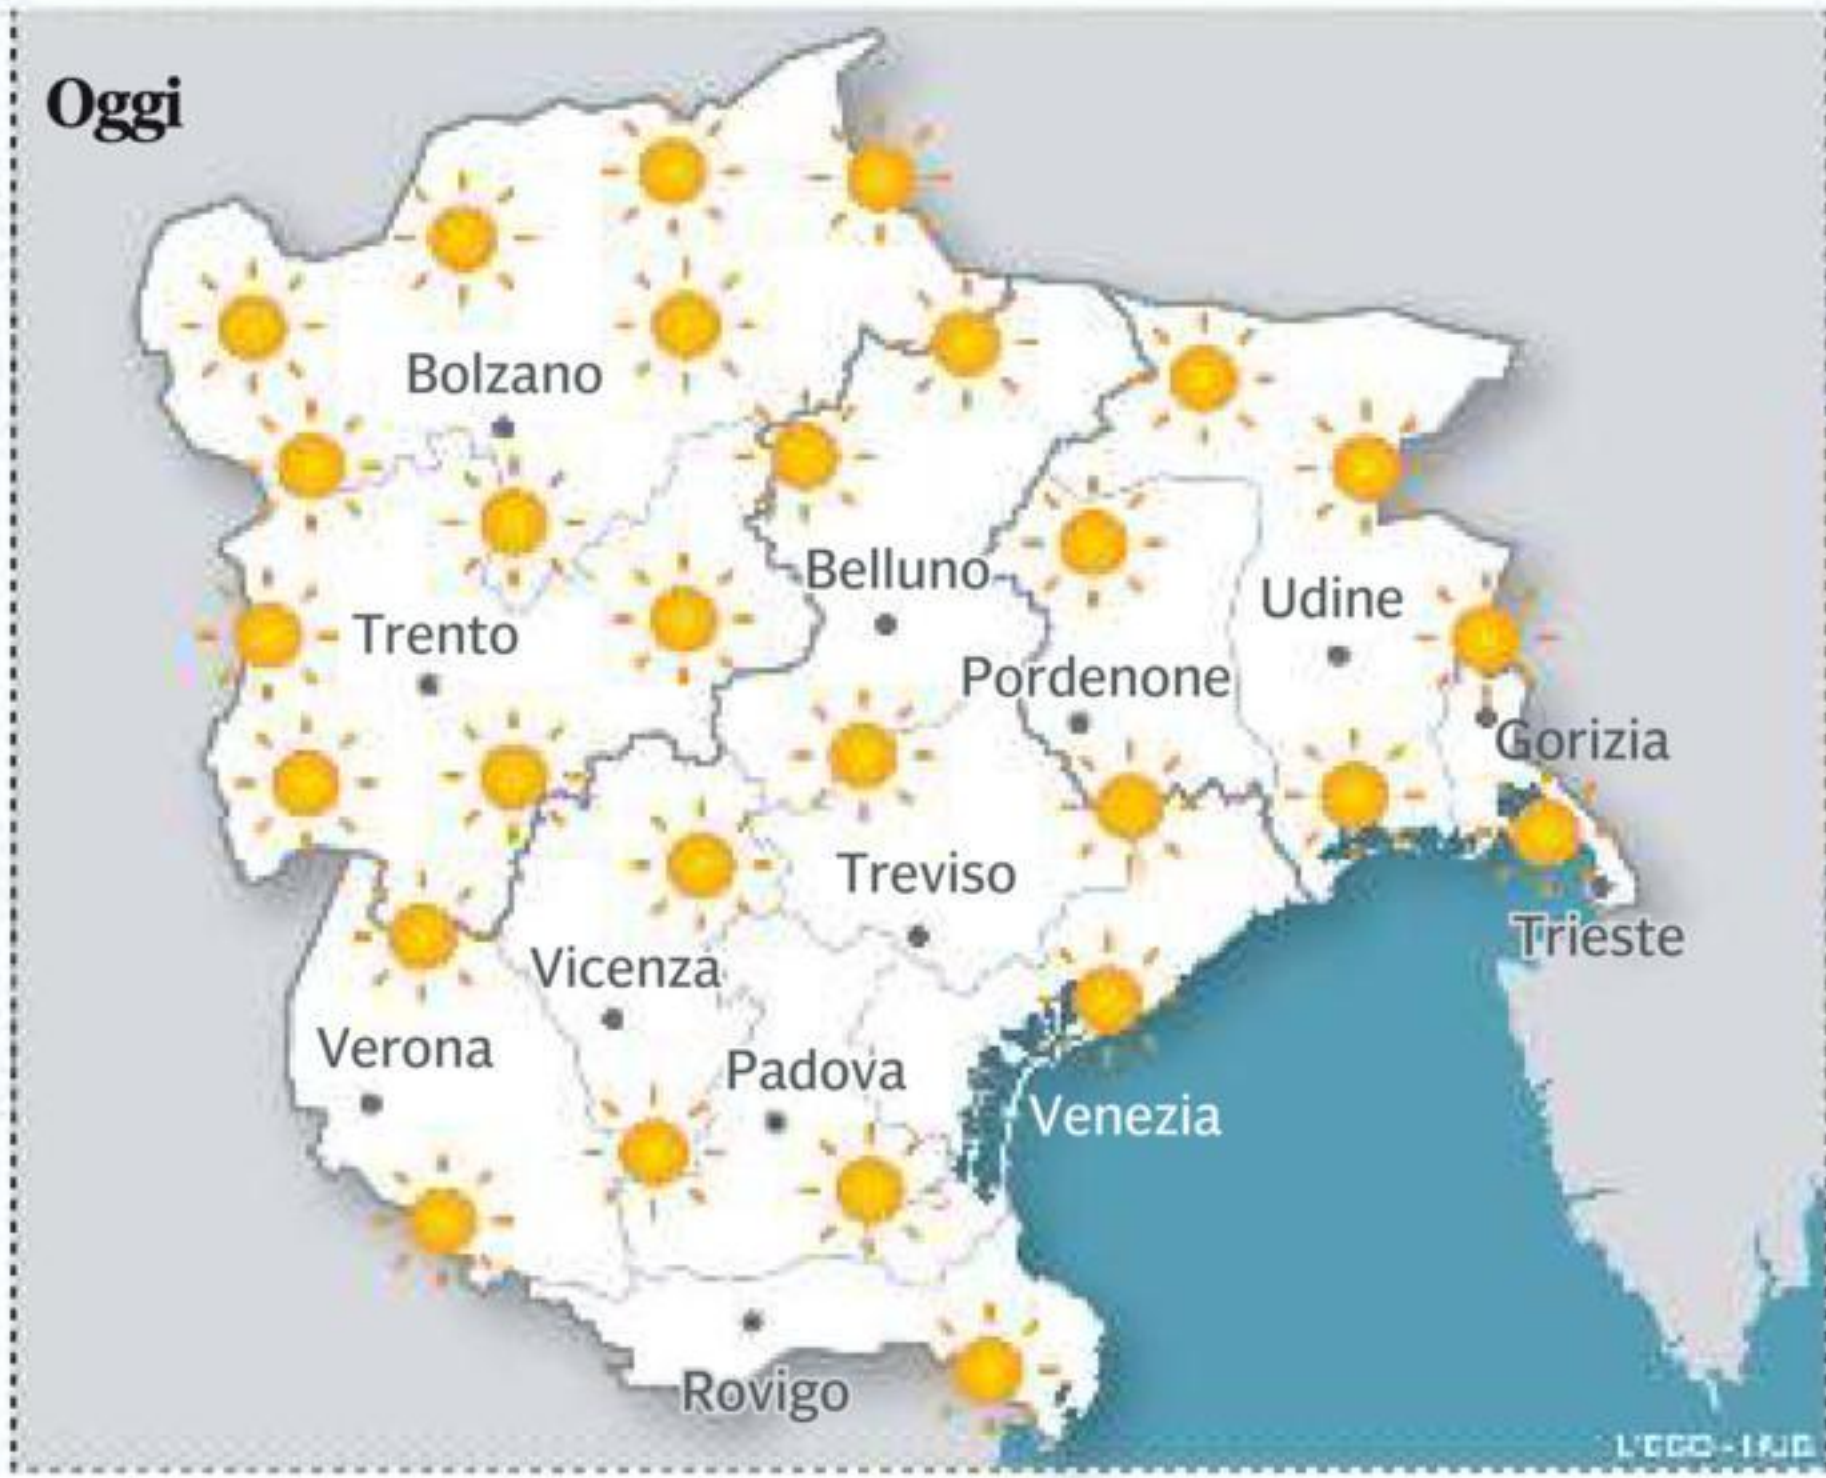 Oggi
Bolzano
Belluno
Udine
Trento
Pordenone
Gorizia
Treviso
Trieste
Vicenza
Verona
Padova
Venezia
Rovigo